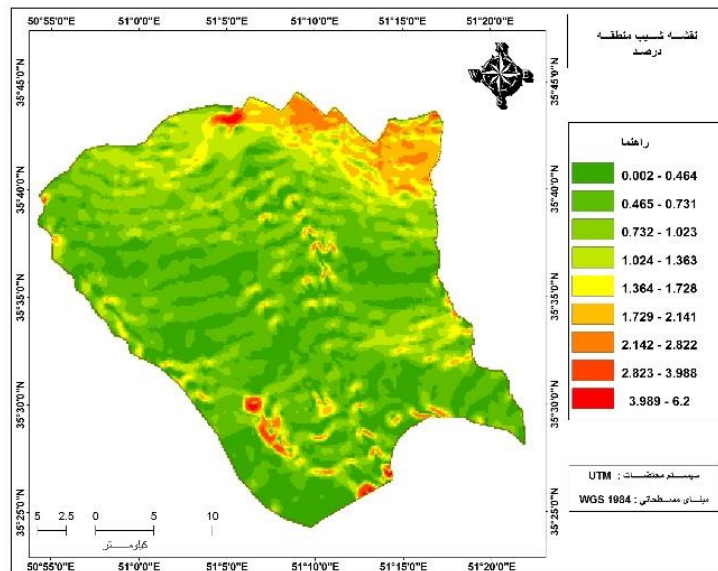 50°55'0"E 51°0'0"E 51°5'0"E 51°10'0"E 51°15'0"E 51°20'0"E
نقشه شیب منطقه
درصد
35°45'0"N 35°45'0"N
35°40'0"N 35°40'0"N
35°35'0"N 35°35'0"N
35°30'0"N 35°30'0"N
35°25'0"N 35°25'0"N
راهنما
0.002 - 0.464
0.465 - 0.731
0.732 - 1.023
1.024 - 1.363
1.364 - 1.728
1.729 - 2.141
2.142 - 2.822
2.823 - 3.988
3.989 - 6.2
سیستم مختصات : UTM
مبنای مسطحاتی : WGS 1984
5 2.5 0 5 10
کیلومتر
50°55'0"E 51°0'0"E 51°5'0"E 51°10'0"E 51°15'0"E 51°20'0"E